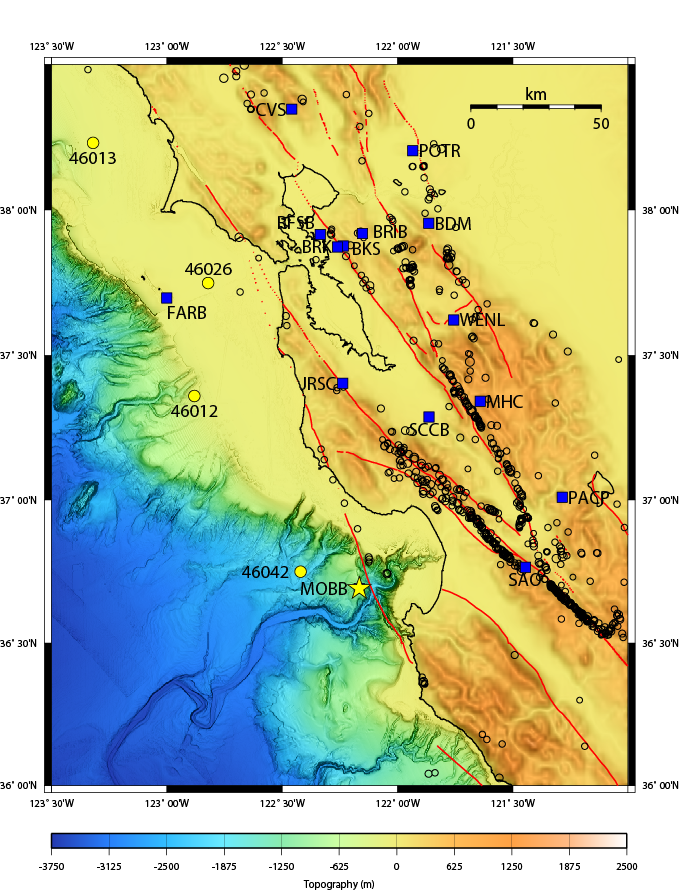 123° 30'W 123° 00'W 122° 30'W 122° 00'W 121° 30'W
km
0 50
CVS
46013
POTR
38° 00'N 38° 00'N
BFSB
BRIB
BDM
BRK
BKS
46026
FARB
WENL
37° 30'N 37° 30'N
JRSC
46012
MHC
SCCB
37° 00'N 37° 00'N
PACP
46042
MOBB
SAO
36° 30'N 36° 30'N
36° 00'N 36° 00'N
123° 30'W 123° 00'W 122° 30'W 122° 00'W 121° 30'W
-3750 -3125 -2500 -1875 -1250 -625 0 625 1250 1875 2500
Topography (m)